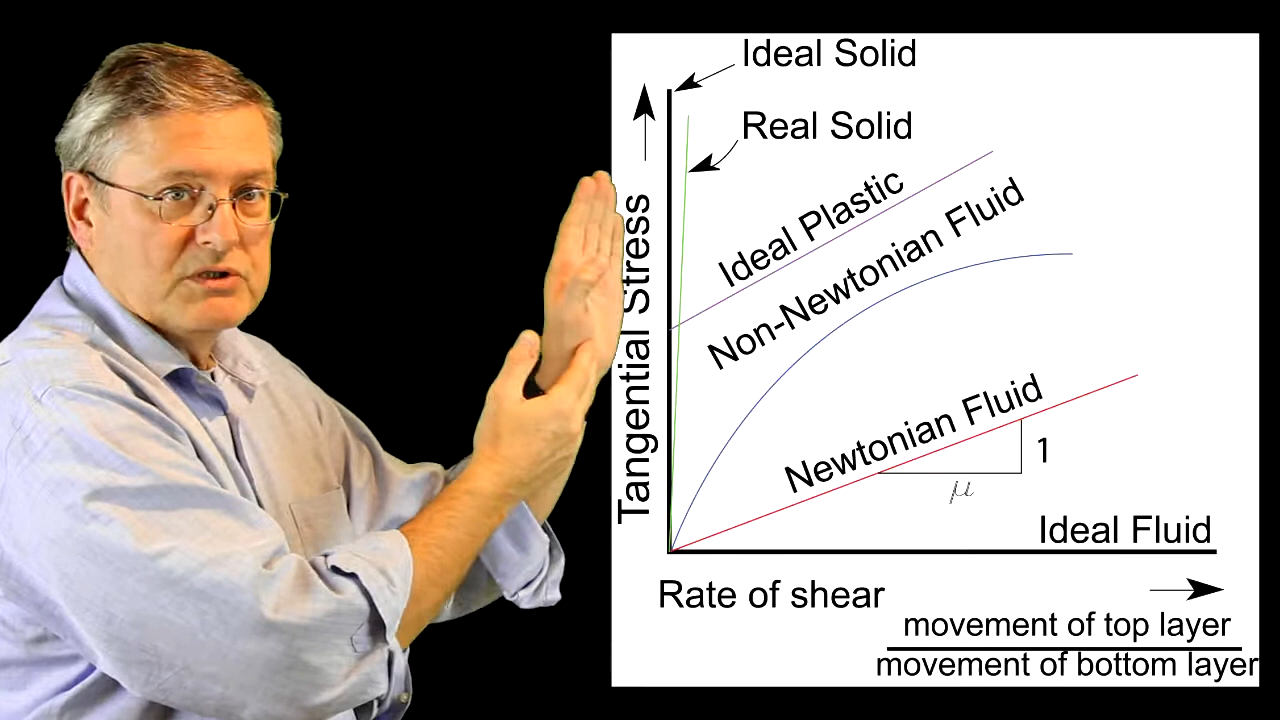 Ideal Solid
Real Solid
Tangential Stress
Ideal Plastic
Non-Newtonian Fluid
Newtonian Fluid
1
μ
Ideal Fluid
Rate of shear
movement of top layer
movement of bottom layer